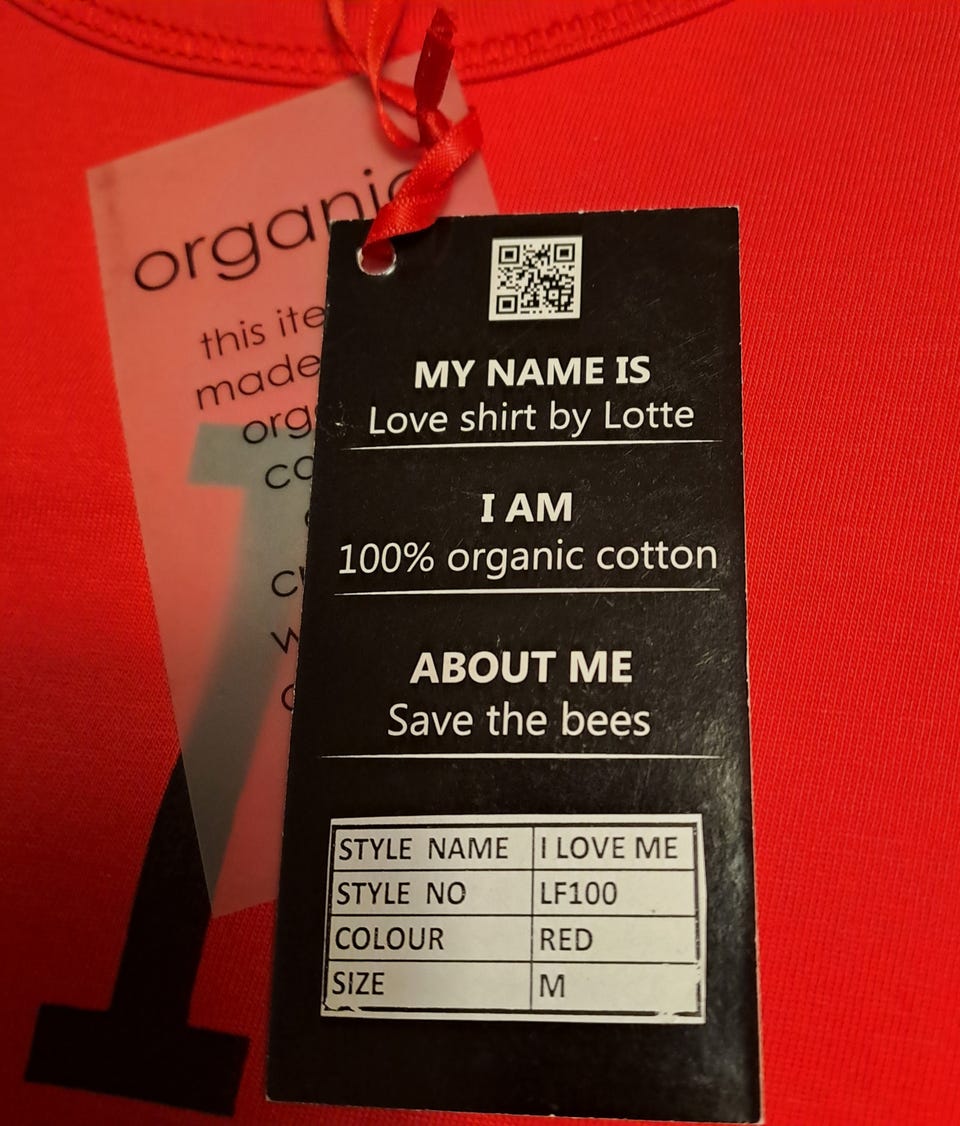 organic
this
made
MY NAME IS
Love shirt by Lotte
I AM
100% organic cotton
ABOUT ME
Save the bees
STYLE NAME I LOVE ME
STYLE NO LF100
COLOUR RED
SIZE M
I